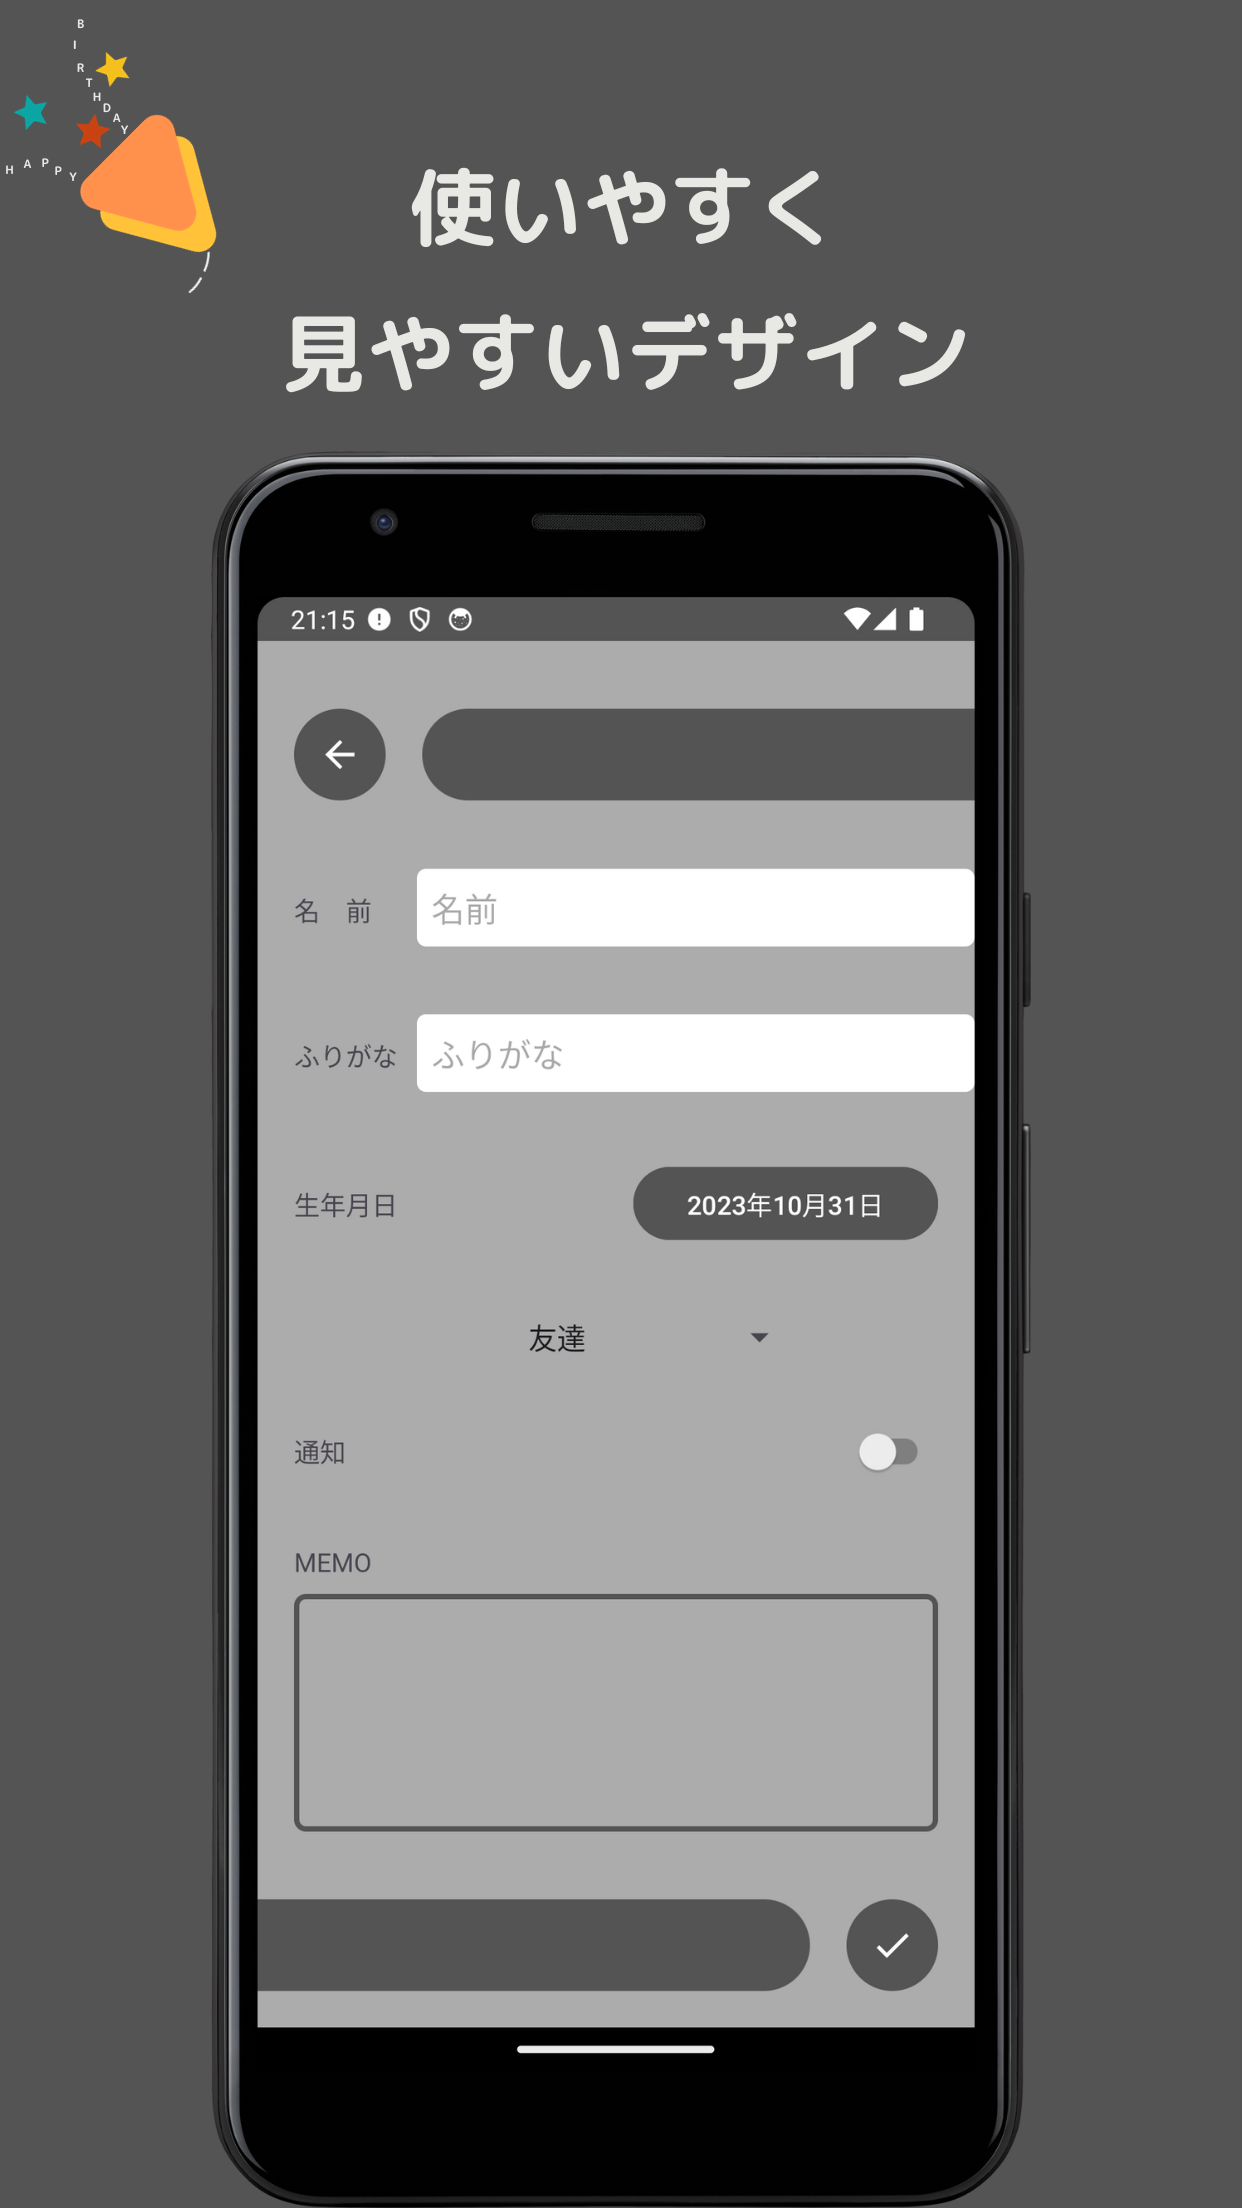 BIRTHDAY
HAPPY
使いやすく
見やすいデザイン
21:15
名　前
名前
ふりがな
ふりがな
生年月日
2023年10月31日
友達
通知
MEMO